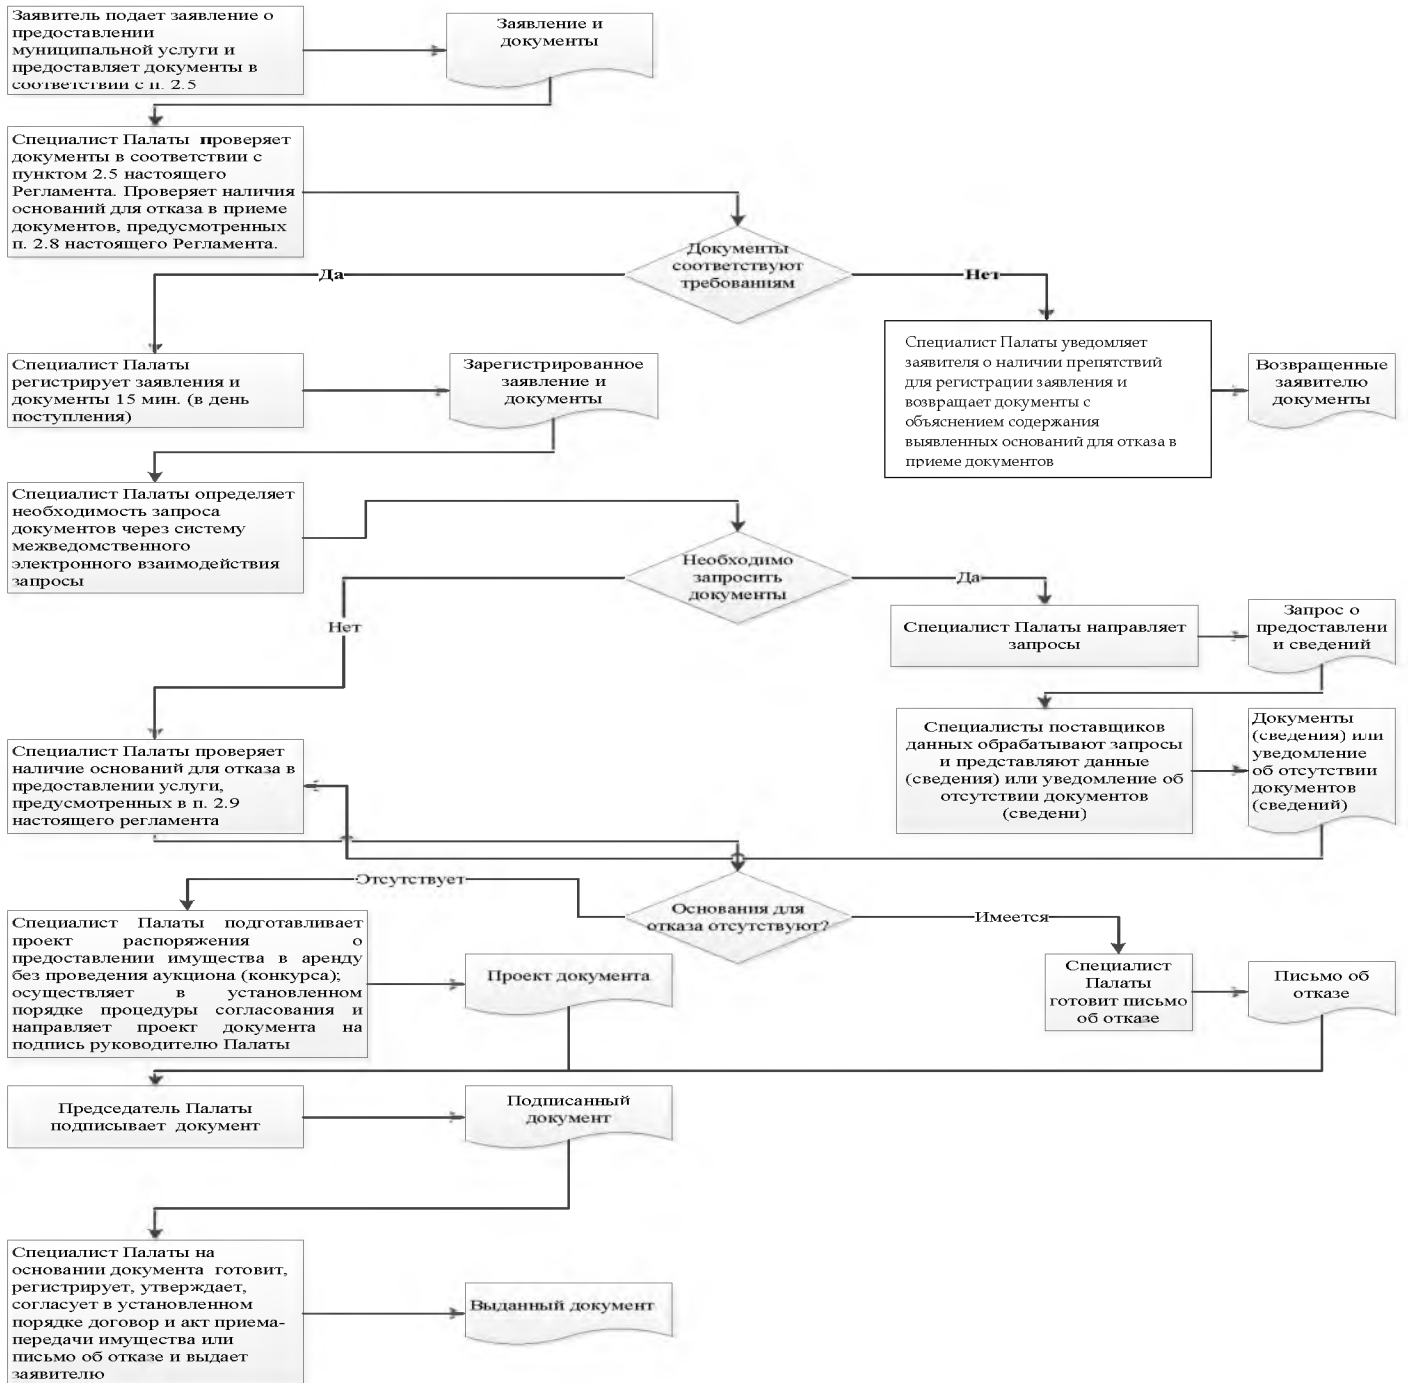 Заявитель подает заявление о
предоставлении
муниципальной услуги и
предоставляет документы в
соответствии с п. 2.5
Заявление и
документы
Специалист Палаты проверяет
документы в соответствии с
пунктом 2.5 настоящего
Регламента. Проверяет наличия
оснований для отказа в приеме
документов, предусмотренных
п. 2.8 настоящего Регламента.
Документы
соответствуют
требованиям
Да
Нет
Специалист Палаты
регистрирует заявления и
документы 15 мин. (в день
поступления)
Зарегистрированное
заявление и
документы
Специалист Палаты уведомляет
заявителя о наличии препятствий
для регистрации заявления и
возвращает документы с
объяснением содержания
выявленных оснований для отказа в
приеме документов
Возвращенные
заявителю
документы
Специалист Палаты определяет
необходимость запроса
документов через систему
межведомственного
электронного взаимодействия
запросы
Необходимо
запросить
документы
Да
Нет
Специалист Палаты направляет
запросы
Запрос о
предоставлени
и сведений
Специалисты поставщиков
данных обрабатывают запросы
и представляют данные
(сведения) или уведомление об
отсутствии документов
(сведени)
Документы
(сведения) или
уведомление
об отсутствии
документов
(сведений)
Специалист Палаты проверяет
наличие оснований для отказа в
предоставлении услуги,
предусмотренных в п. 2.9
настоящего регламента
Отсутствует
Основания для
отказа отсутствуют?
Имеется
Специалист Палаты подготавливает
проект распоряжения о
предоставлении имущества в аренду
без проведения аукциона (конкурса);
осуществляет в установленном
порядке процедуры согласования и
направляет проект документа на
подпись руководителю Палаты
Проект документа
Специалист
Палаты
готовит письмо
об отказе
Письмо об
отказе
Председатель Палаты
подписывает документ
Подписанный
документ
Специалист Палаты на
основании документа готовит,
регистрирует, утверждает,
согласует в установленном
порядке договор и акт приема-
передачи имущества или
письмо об отказе и выдает
заявителю
Выданный документ